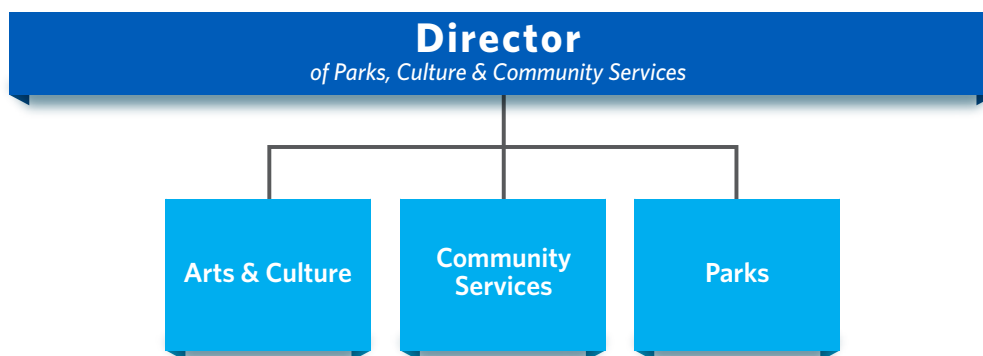 Director
of Parks, Culture & Community Services
Arts & Culture
Community
Services
Parks